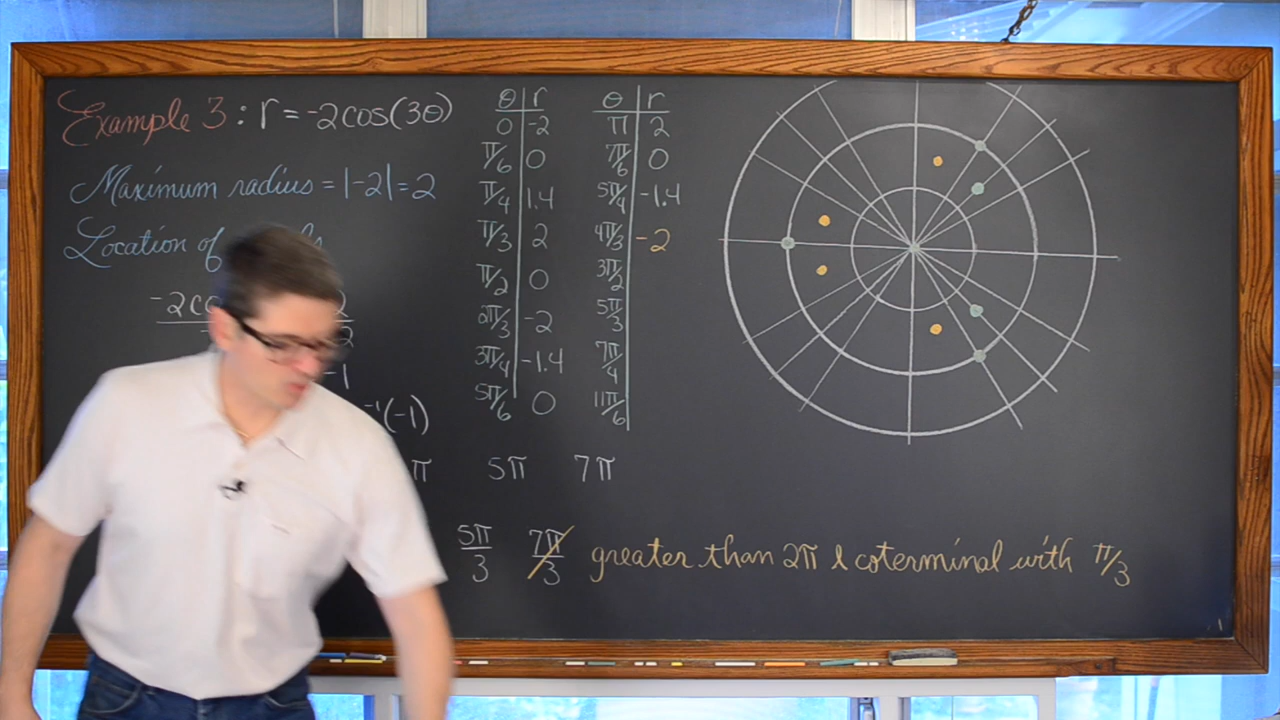 Example 3 : r = -2cos(3θ)
Maximum radius = |-2| = 2
Location of
-2co 2
2
-1
⁻¹(-1)
π 5π 7π
5π/3 7π/3 greater than 2π & coterminal with π/3
θ r
0 -2
π/6 0
π/4 1.4
π/3 2
π/2 0
2π/3 -2
3π/4 -1.4
5π/6 0
θ r
π 2
7π/6 0
5π/4 -1.4
4π/3 -2
3π/2
5π/3
7π/4
11π/6